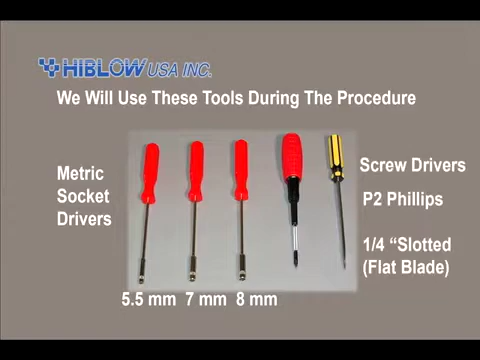 HIBLOW USA INC.
We Will Use These Tools During The Procedure
Metric
Socket
Drivers
Screw Drivers
P2 Phillips
1/4 “Slotted
(Flat Blade)
5.5 mm 7 mm 8 mm